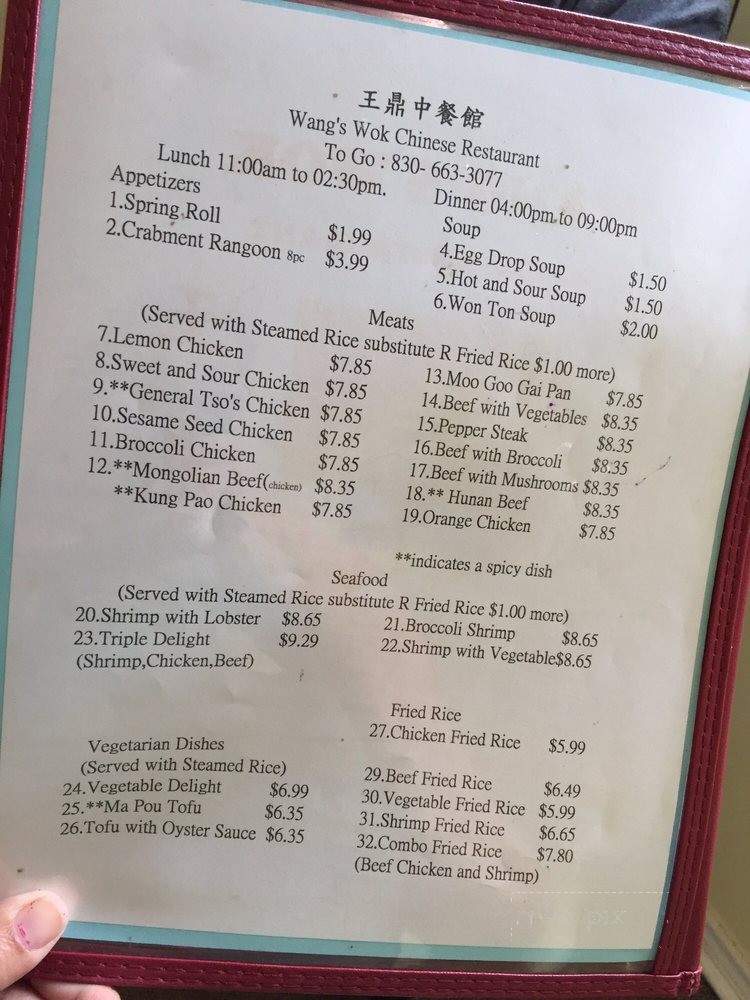 王鼎中餐館
Wang's Wok Chinese Restaurant
To Go : 830- 663-3077
Lunch 11:00am to 02:30pm.
Dinner 04:00pm.to 09:00pm
Appetizers
1.Spring Roll $1.99
2.Crabment Rangoon 8pc $3.99
Soup
4.Egg Drop Soup $1.50
5.Hot and Sour Soup $1.50
6.Won Ton Soup $2.00
Meats
(Served with Steamed Rice substitute R Fried Rice $1.00 more)
7.Lemon Chicken $7.85
8.Sweet and Sour Chicken $7.85
9.**General Tso's Chicken $7.85
10.Sesame Seed Chicken $7.85
11.Broccoli Chicken $7.85
12.**Mongolian Beef(chicken) $8.35
**Kung Pao Chicken $7.85
13.Moo Goo Gai Pan $7.85
14.Beef with Vegetables $8.35
15.Pepper Steak $8.35
16.Beef with Broccoli $8.35
17.Beef with Mushrooms $8.35
18.** Hunan Beef $8.35
19.Orange Chicken $7.85
**indicates a spicy dish
Seafood
(Served with Steamed Rice substitute R Fried Rice $1.00 more)
20.Shrimp with Lobster $8.65
23.Triple Delight $9.29
(Shrimp,Chicken,Beef)
21.Broccoli Shrimp $8.65
22.Shrimp with Vegetable$8.65
Vegetarian Dishes
(Served with Steamed Rice)
24.Vegetable Delight $6.99
25.**Ma Pou Tofu $6.35
26.Tofu with Oyster Sauce $6.35
Fried Rice
27.Chicken Fried Rice $5.99
29.Beef Fried Rice $6.49
30.Vegetable Fried Rice $5.99
31.Shrimp Fried Rice $6.65
32.Combo Fried Rice $7.80
(Beef Chicken and Shrimp)